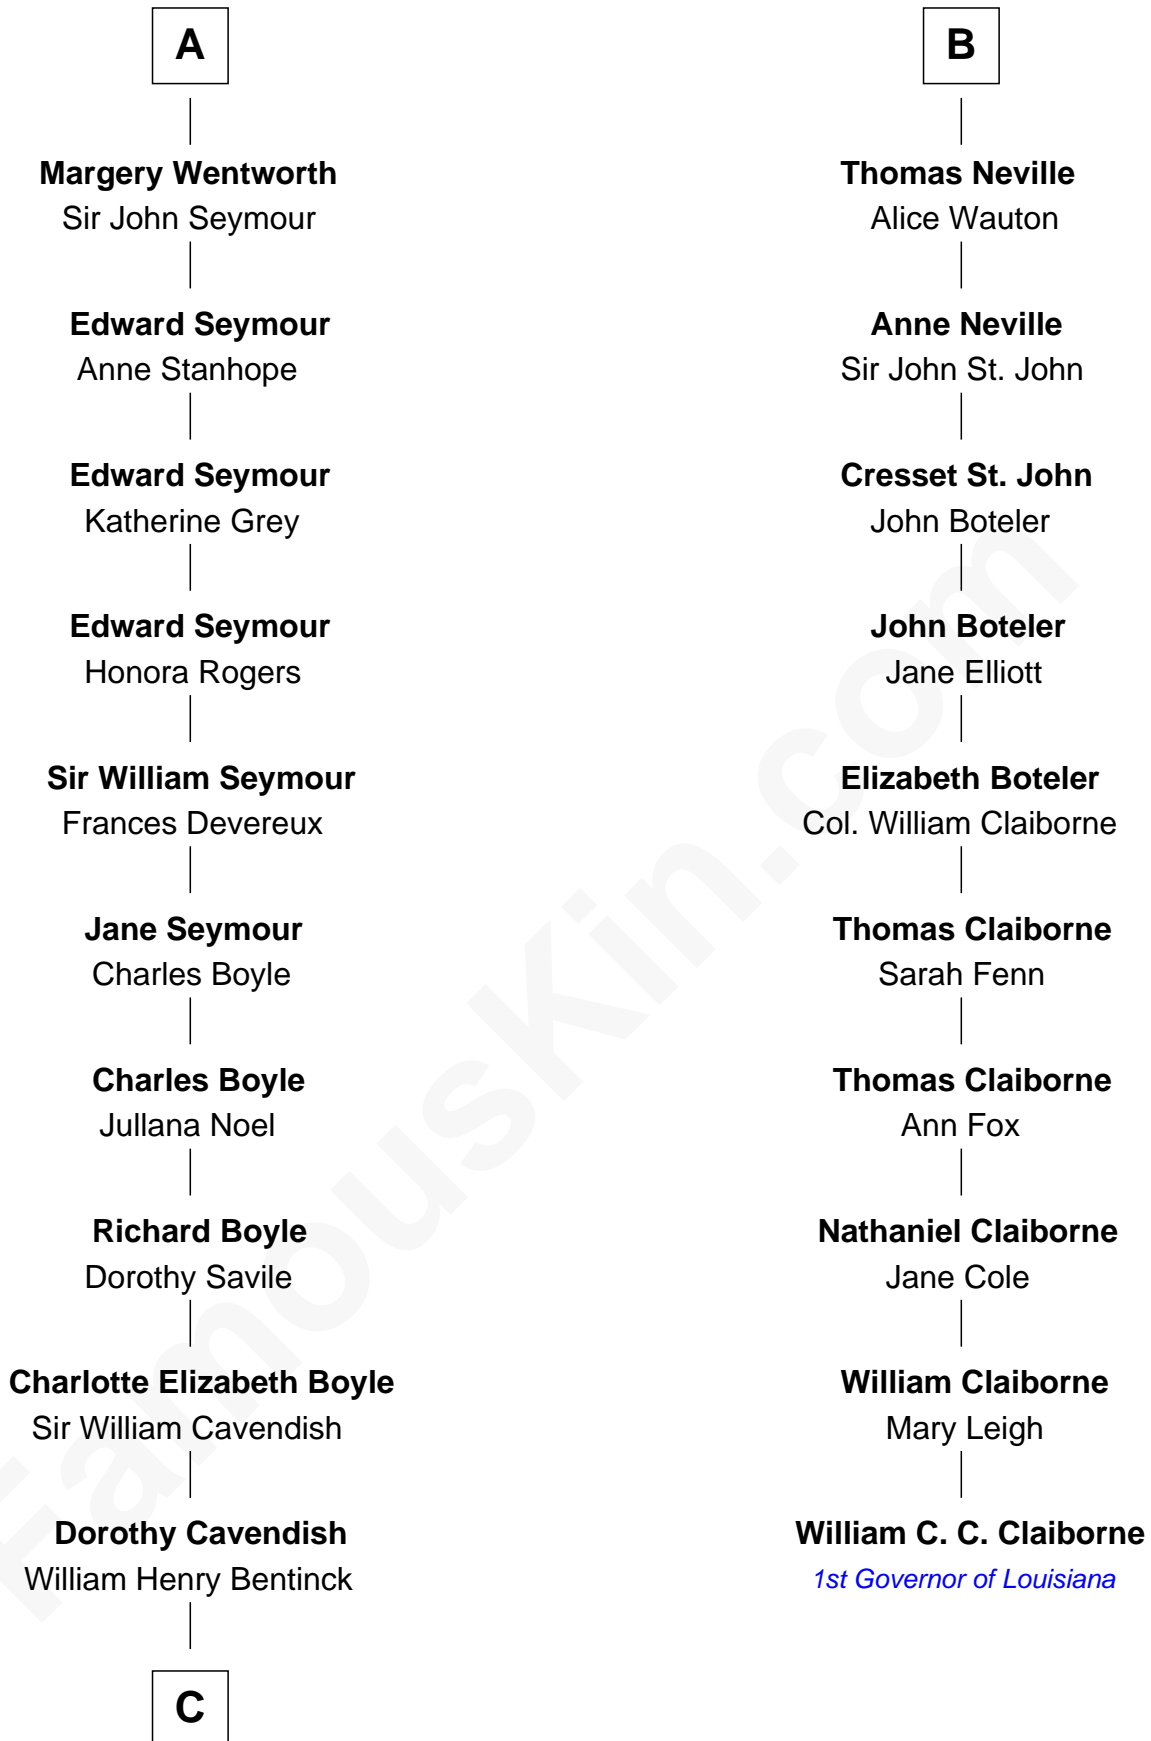 A
Margery Wentworth
Sir John Seymour
Edward Seymour
Anne Stanhope
Edward Seymour
Katherine Grey
Edward Seymour
Honora Rogers
Sir William Seymour
Frances Devereux
Jane Seymour
Charles Boyle
Charles Boyle
Jullana Noel
Richard Boyle
Dorothy Savile
Charlotte Elizabeth Boyle
Sir William Cavendish
Dorothy Cavendish
William Henry Bentinck
C
B
Thomas Neville
Alice Wauton
Anne Neville
Sir John St. John
Cresset St. John
John Boteler
John Boteler
Jane Elliott
Elizabeth Boteler
Col. William Claiborne
Thomas Claiborne
Sarah Fenn
Thomas Claiborne
Ann Fox
Nathaniel Claiborne
Jane Cole
William Claiborne
Mary Leigh
William C. C. Claiborne
1st Governor of Louisiana
FamousKin.com